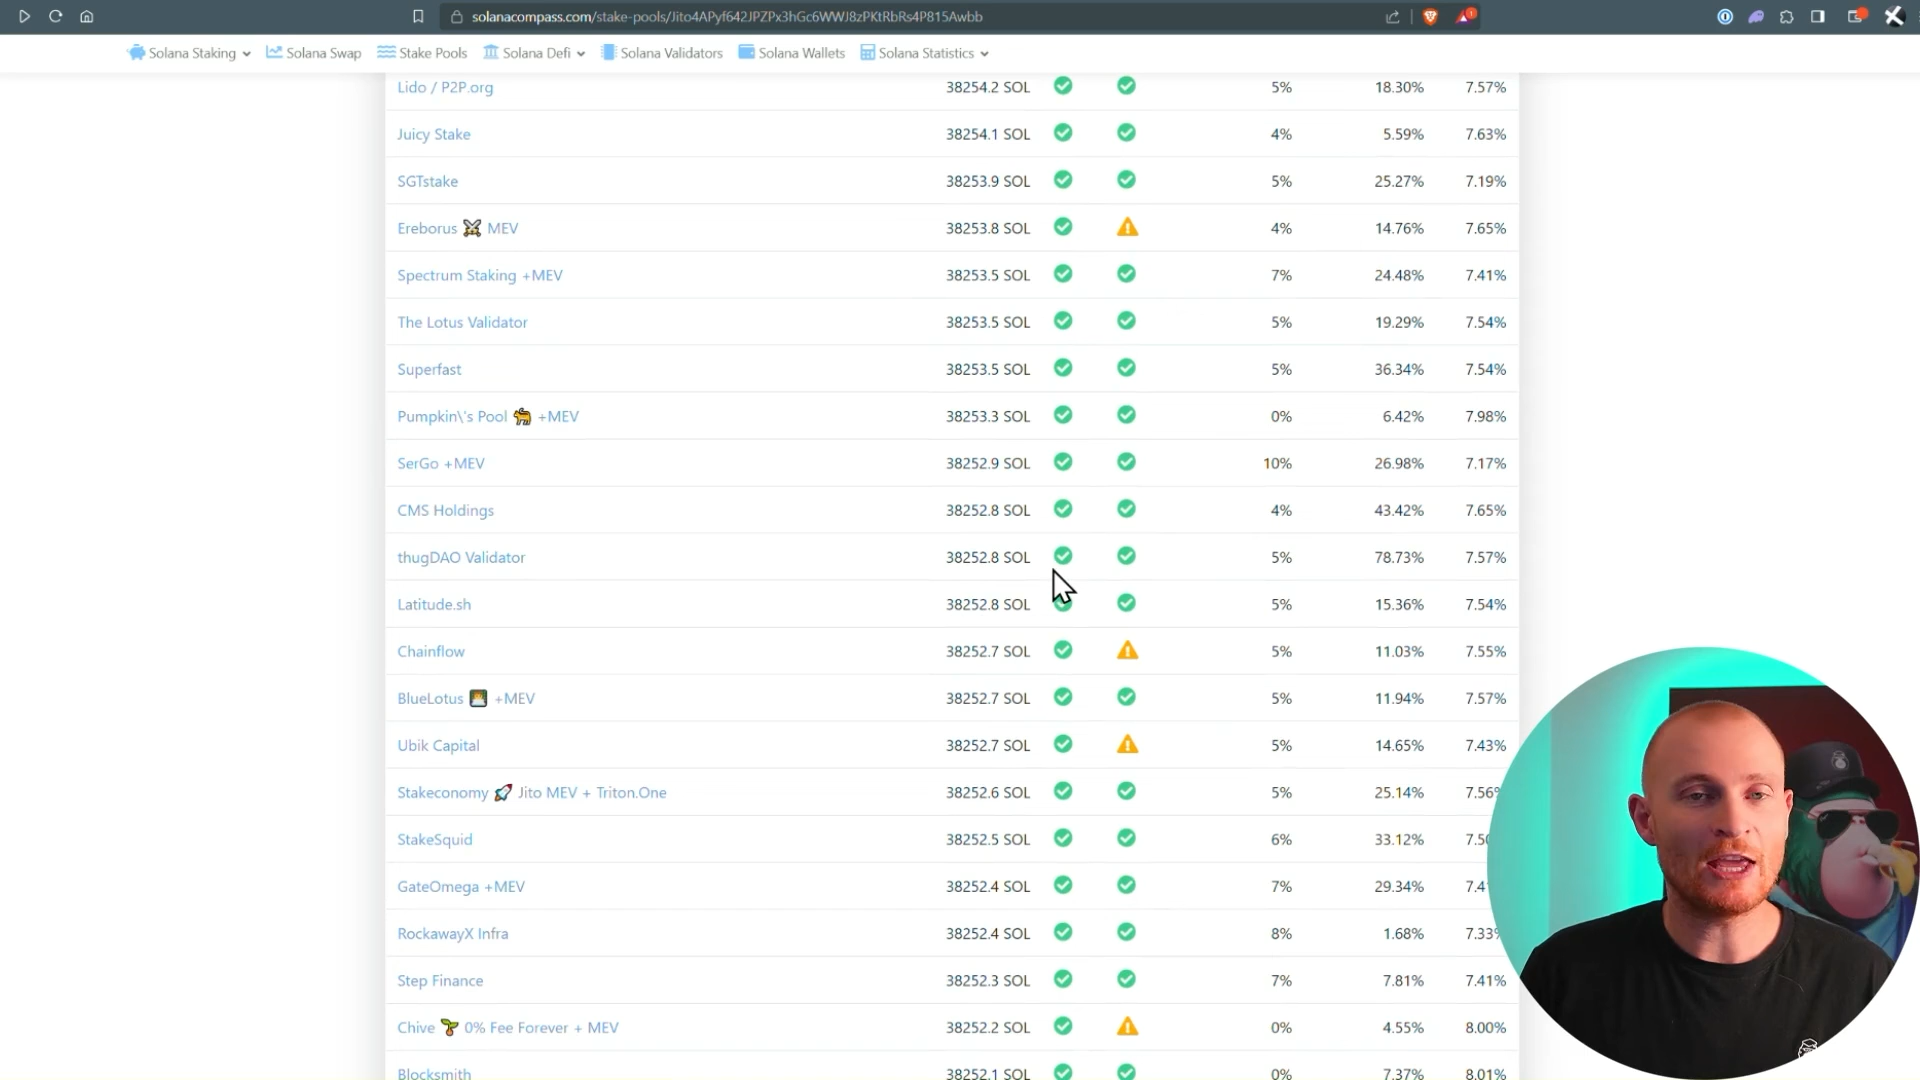 solanacompass.com/stake-pools/Jito4APyf642JPZPx3hGc6WWJ8zPKtRbRs4P815Awbb
Solana Staking Solana Swap Stake Pools Solana Defi Solana Validators Solana Wallets Solana Statistics
Lido / P2P.org 38254.2 SOL 5% 18.30% 7.57%
Juicy Stake 38254.1 SOL 4% 5.59% 7.63%
SGTstake 38253.9 SOL 5% 25.27% 7.19%
Ereborus ⚔️ MEV 38253.8 SOL 4% 14.76% 7.65%
Spectrum Staking +MEV 38253.5 SOL 7% 24.48% 7.41%
The Lotus Validator 38253.5 SOL 5% 19.29% 7.54%
Superfast 38253.5 SOL 5% 36.34% 7.54%
Pumpkin\'s Pool 🐆 +MEV 38253.3 SOL 0% 6.42% 7.98%
SerGo +MEV 38252.9 SOL 10% 26.98% 7.17%
CMS Holdings 38252.8 SOL 4% 43.42% 7.65%
thugDAO Validator 38252.8 SOL 5% 78.73% 7.57%
Latitude.sh 38252.8 SOL 5% 15.36% 7.54%
Chainflow 38252.7 SOL 5% 11.03% 7.55%
BlueLotus +MEV 38252.7 SOL 5% 11.94% 7.57%
Ubik Capital 38252.7 SOL 5% 14.65% 7.43%
Stakeconomy 🚀 Jito MEV + Triton.One 38252.6 SOL 5% 25.14% 7.56%
StakeSquid 38252.5 SOL 6% 33.12%
GateOmega +MEV 38252.4 SOL 7% 29.34%
RockawayX Infra 38252.4 SOL 8% 1.68% 7.33%
Step Finance 38252.3 SOL 7% 7.81% 7.41%
Chive 🌱 0% Fee Forever + MEV 38252.2 SOL 0% 4.55% 8.00%
Blocksmith 38252.1 SOL 0% 7.37% 8.01%